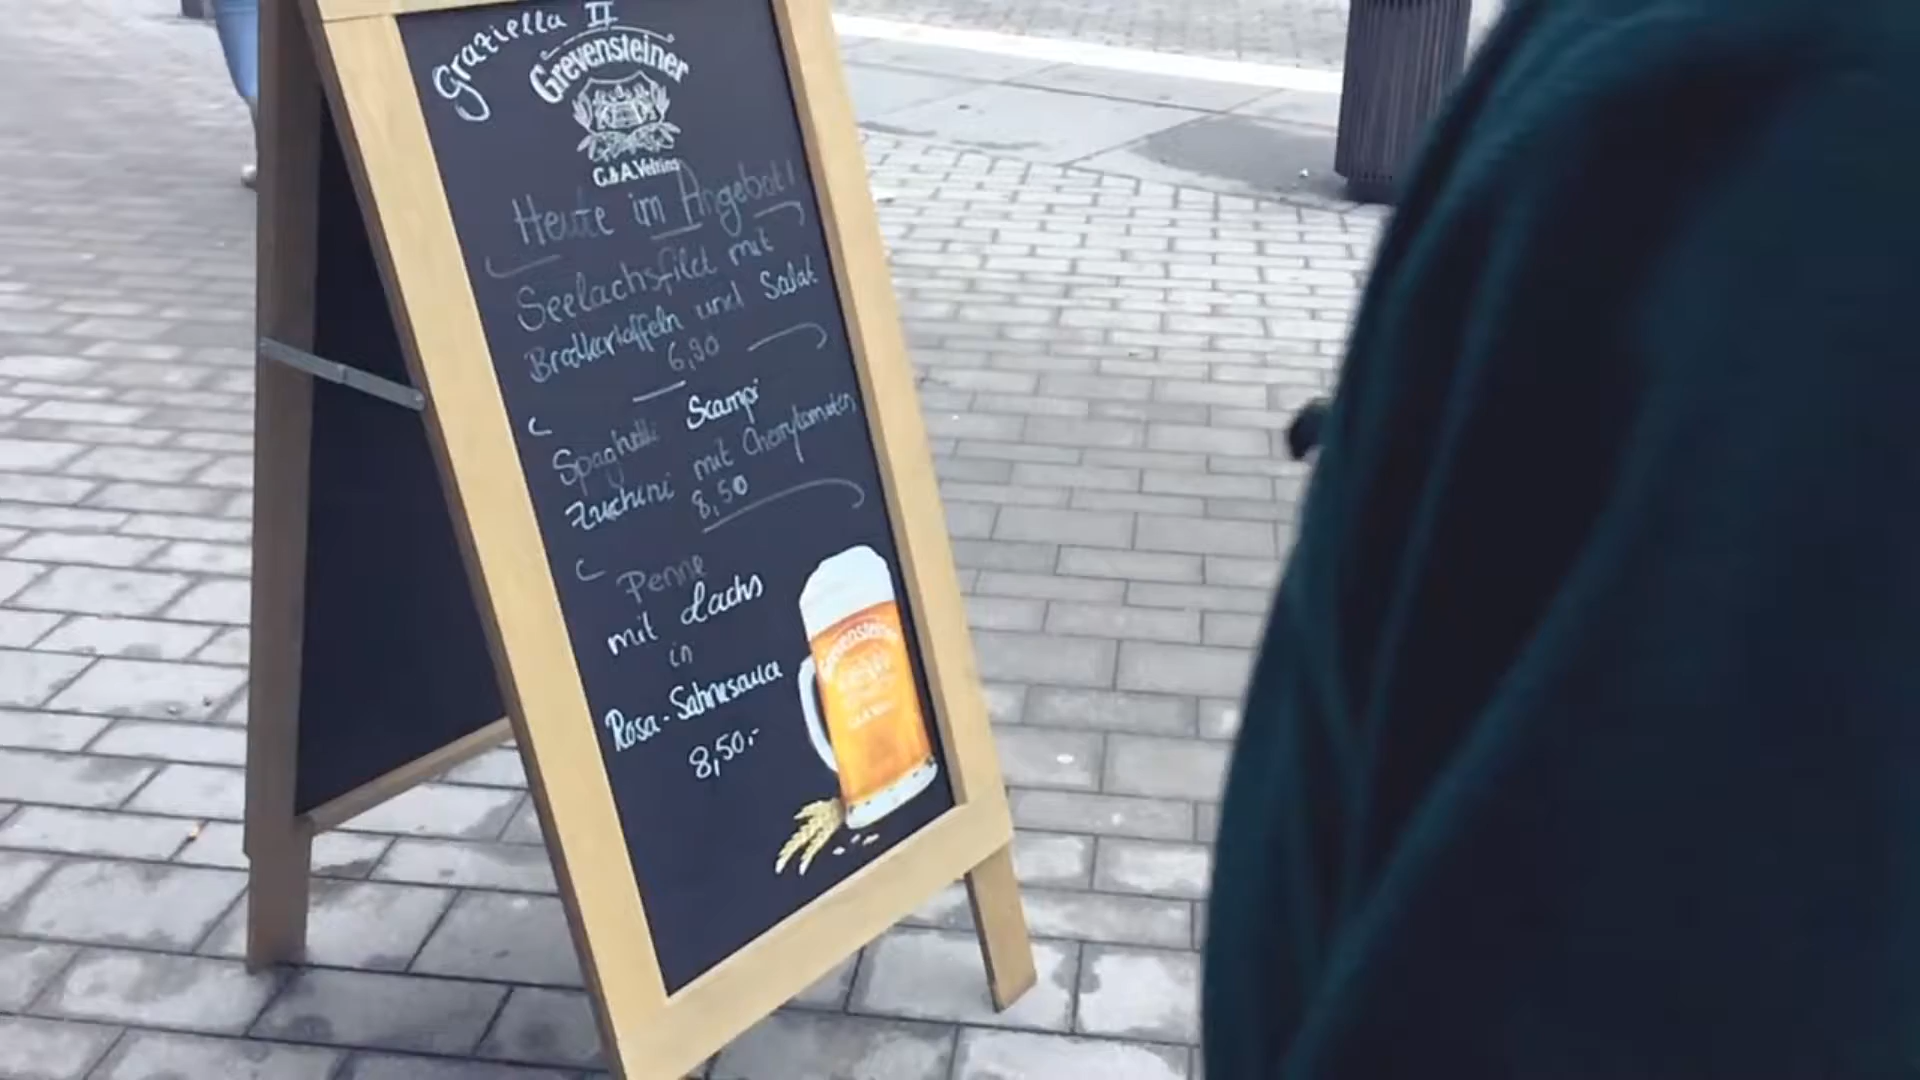 Graziella II
Grevensteiner
C.& A. Veltins
Heute im Angebot!
Seelachsfilet mit
Bratkartoffeln und Salat
6,90
Spaghetti Scampi
Zucchini mit Cherrytomaten
8,50
Penne
mit Lachs
in
Rosa-Sahnesauce
8,50,-
Grevensteiner